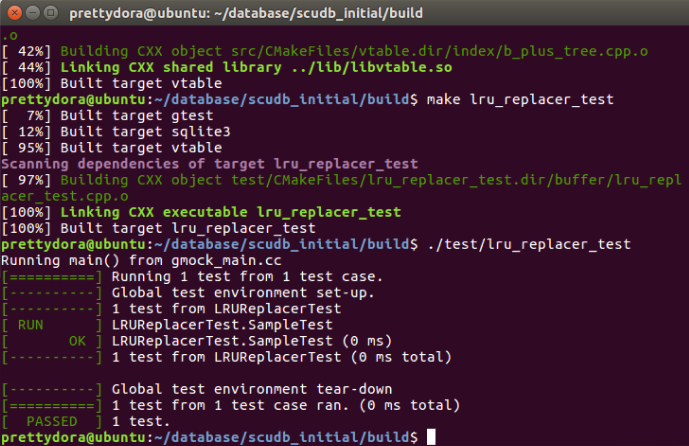 prettydora@ubuntu: ~/database/scudb_initial/build
.o
[ 42%] Building CXX object src/CMakeFiles/vtable.dir/index/b_plus_tree.cpp.o
[ 44%] Linking CXX shared library ../lib/libvtable.so
[100%] Built target vtable
prettydora@ubuntu:~/database/scudb_initial/build$ make lru_replacer_test
[  7%] Built target gtest
[ 12%] Built target sqlite3
[ 95%] Built target vtable
Scanning dependencies of target lru_replacer_test
[ 97%] Building CXX object test/CMakeFiles/lru_replacer_test.dir/buffer/lru_repl
acer_test.cpp.o
[100%] Linking CXX executable lru_replacer_test
[100%] Built target lru_replacer_test
prettydora@ubuntu:~/database/scudb_initial/build$ ./test/lru_replacer_test
Running main() from gmock_main.cc
[==========] Running 1 test from 1 test case.
[----------] Global test environment set-up.
[----------] 1 test from LRUReplacerTest
[ RUN      ] LRUReplacerTest.SampleTest
[       OK ] LRUReplacerTest.SampleTest (0 ms)
[----------] 1 test from LRUReplacerTest (0 ms total)
[----------] Global test environment tear-down
[==========] 1 test from 1 test case ran. (0 ms total)
[  PASSED  ] 1 test.
prettydora@ubuntu:~/database/scudb_initial/build$